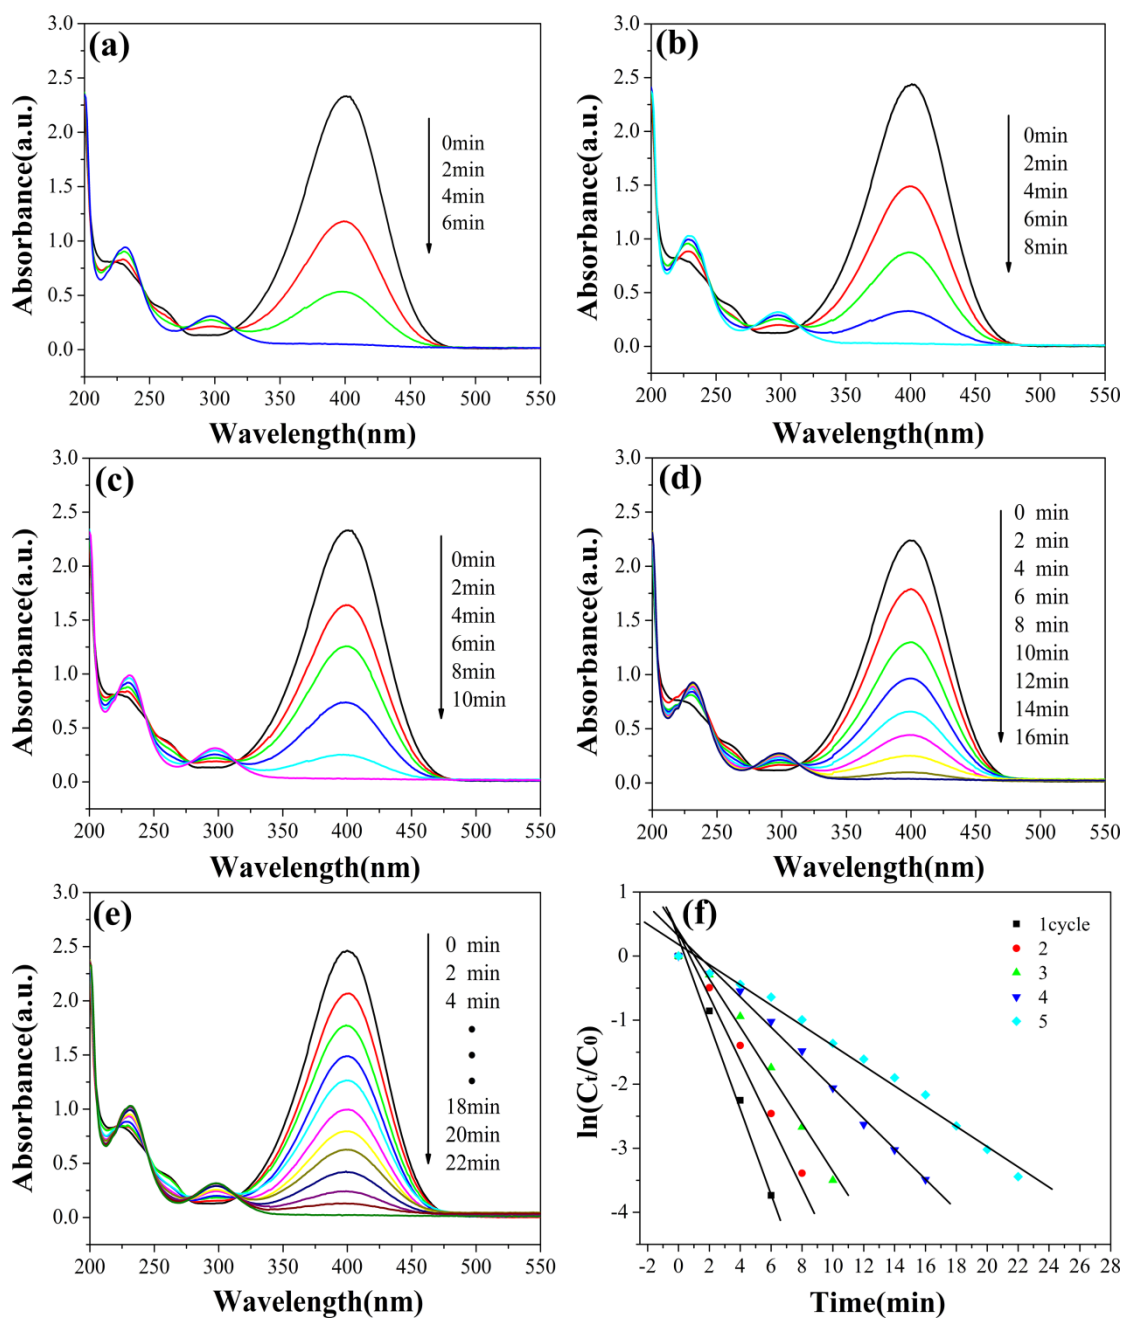 (a)
3.0
2.5
2.0
1.5
1.0
0.5
0.0
Absorbance(a.u.)
0min
2min
4min
6min
200 250 300 350 400 450 500 550
Wavelength(nm)
(b)
3.0
2.5
2.0
1.5
1.0
0.5
0.0
Absorbance(a.u.)
0min
2min
4min
6min
8min
200 250 300 350 400 450 500 550
Wavelength(nm)
(c)
3.0
2.5
2.0
1.5
1.0
0.5
0.0
Absorbance(a.u.)
0min
2min
4min
6min
8min
10min
200 250 300 350 400 450 500 550
Wavelength(nm)
(d)
3.0
2.5
2.0
1.5
1.0
0.5
0.0
Absorbance(a.u.)
0 min
2 min
4 min
6 min
8 min
10min
12min
14min
16min
200 250 300 350 400 450 500 550
Wavelength(nm)
(e)
3.0
2.5
2.0
1.5
1.0
0.5
0.0
Absorbance(a.u.)
0 min
2 min
4 min
•
•
•
18min
20min
22min
200 250 300 350 400 450 500 550
Wavelength(nm)
(f)
1
0
-1
-2
-3
-4
ln(Ct/C0)
1cycle
2
3
4
5
-2 0 2 4 6 8 10 12 14 16 18 20 22 24 26 28
Time(min)